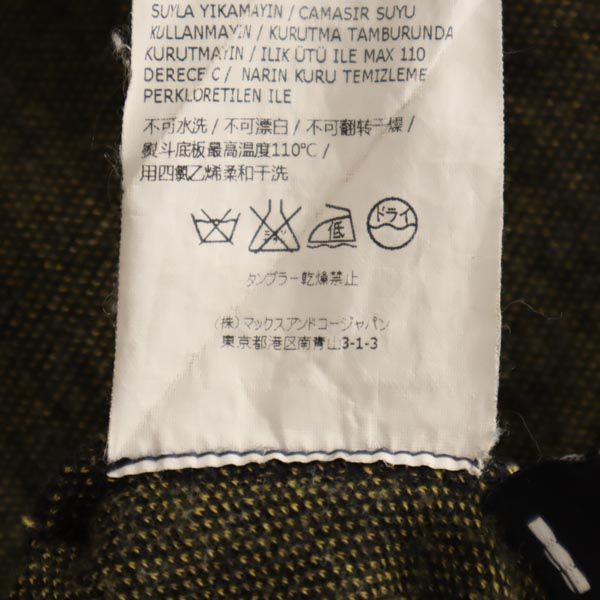 SUYLA YIKAMAYIN / CAMASIR SUYU
KULLANMAYIN / KURUTMA TAMBURUNDA
KURUTMAYIN / ILIK ÜTÜ ILE MAX 110
DERECE C / NARIN KURU TEMIZLEME
PERKLORETILEN ILE
不可水洗 / 不可漂白 / 不可翻转干燥 /
熨斗底板最高温度110℃ /
用四氯乙烯柔和干洗
低 ドライ
タンブラー乾燥禁止
(株) マックスアンドコージャパン
東京都港区南青山3-1-3